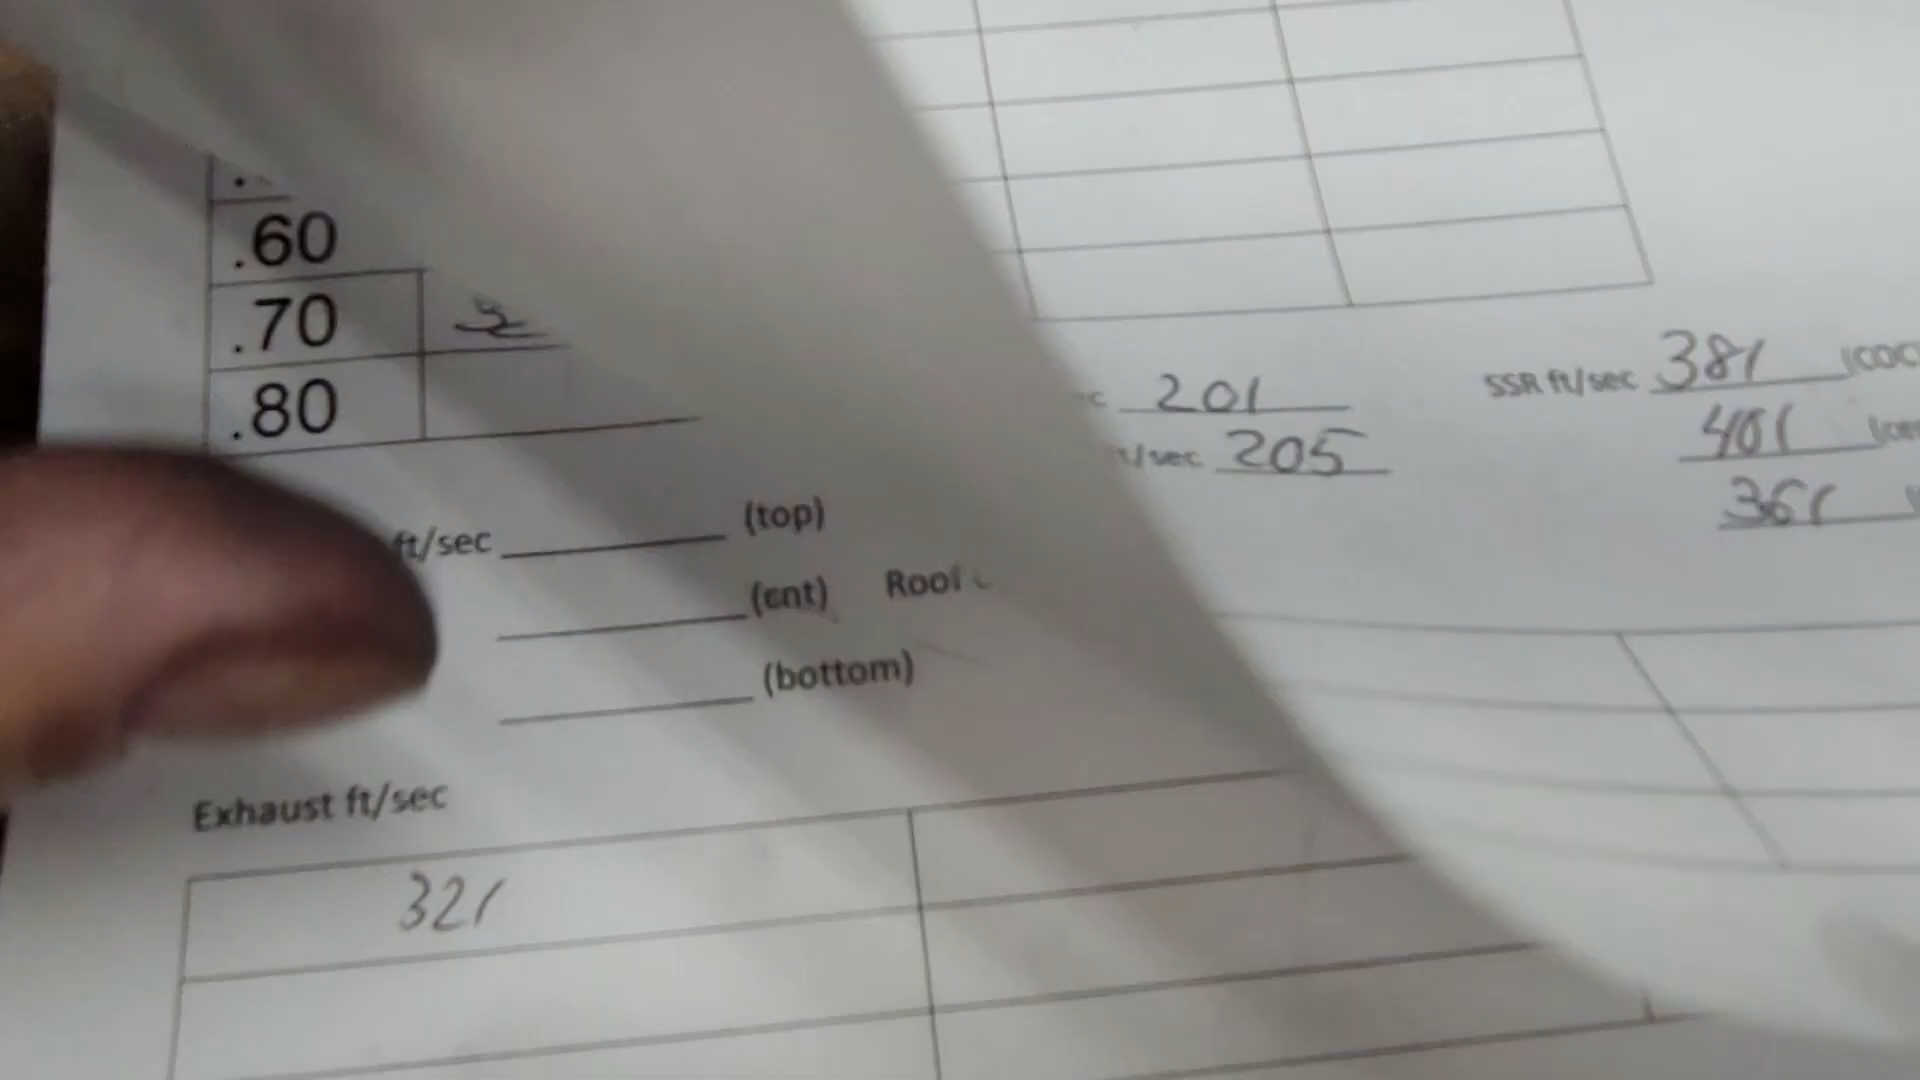 .60
.70
.80
ft/sec (top)
(cnt) Roof
(bottom)
Exhaust ft/sec
321
201
205
SSR ft/sec 381
401
361